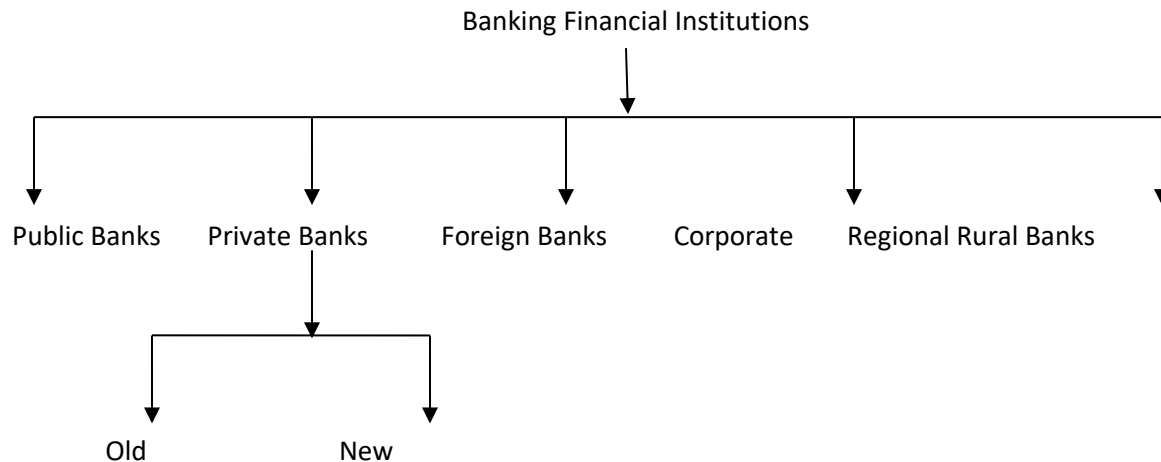 Banking Financial Institutions
Public Banks Private Banks Foreign Banks Corporate Regional Rural Banks
Old New